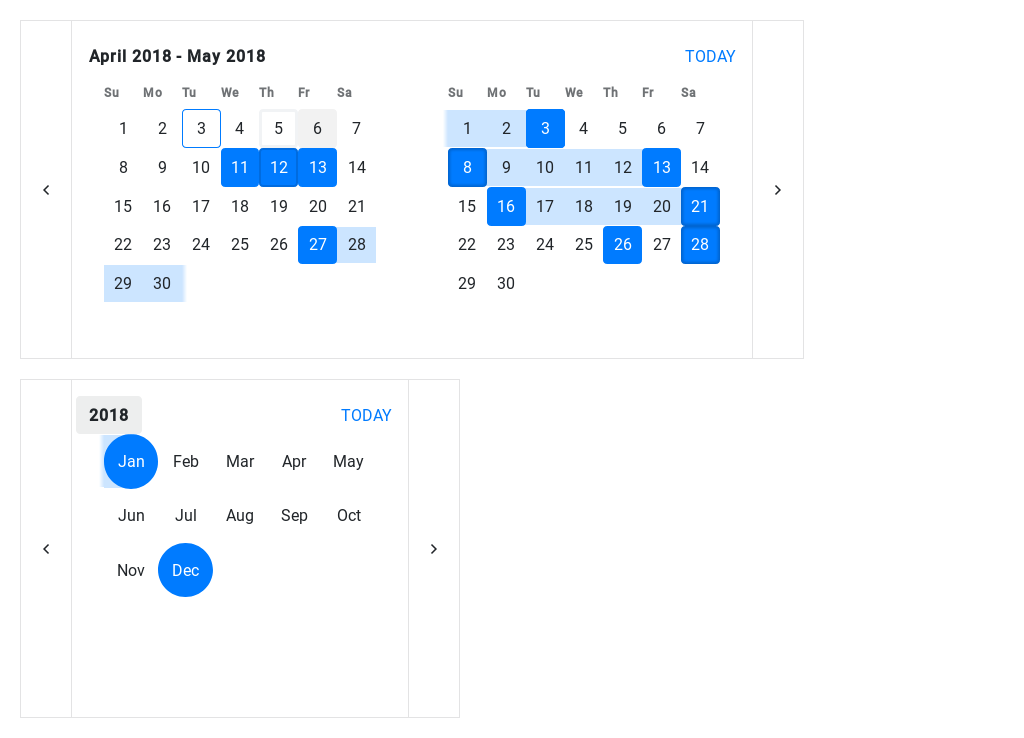 April 2018 - May 2018 TODAY
Su Mo Tu We Th Fr Sa Su Mo Tu We Th Fr Sa
1 2 3 4 5 6 7 1 2 3 4 5 6 7
8 9 10 11 12 13 14 8 9 10 11 12 13 14
15 16 17 18 19 20 21 15 16 17 18 19 20 21
22 23 24 25 26 27 28 22 23 24 25 26 27 28
29 30 29 30
2018 TODAY
Jan Feb Mar Apr May
Jun Jul Aug Sep Oct
Nov Dec